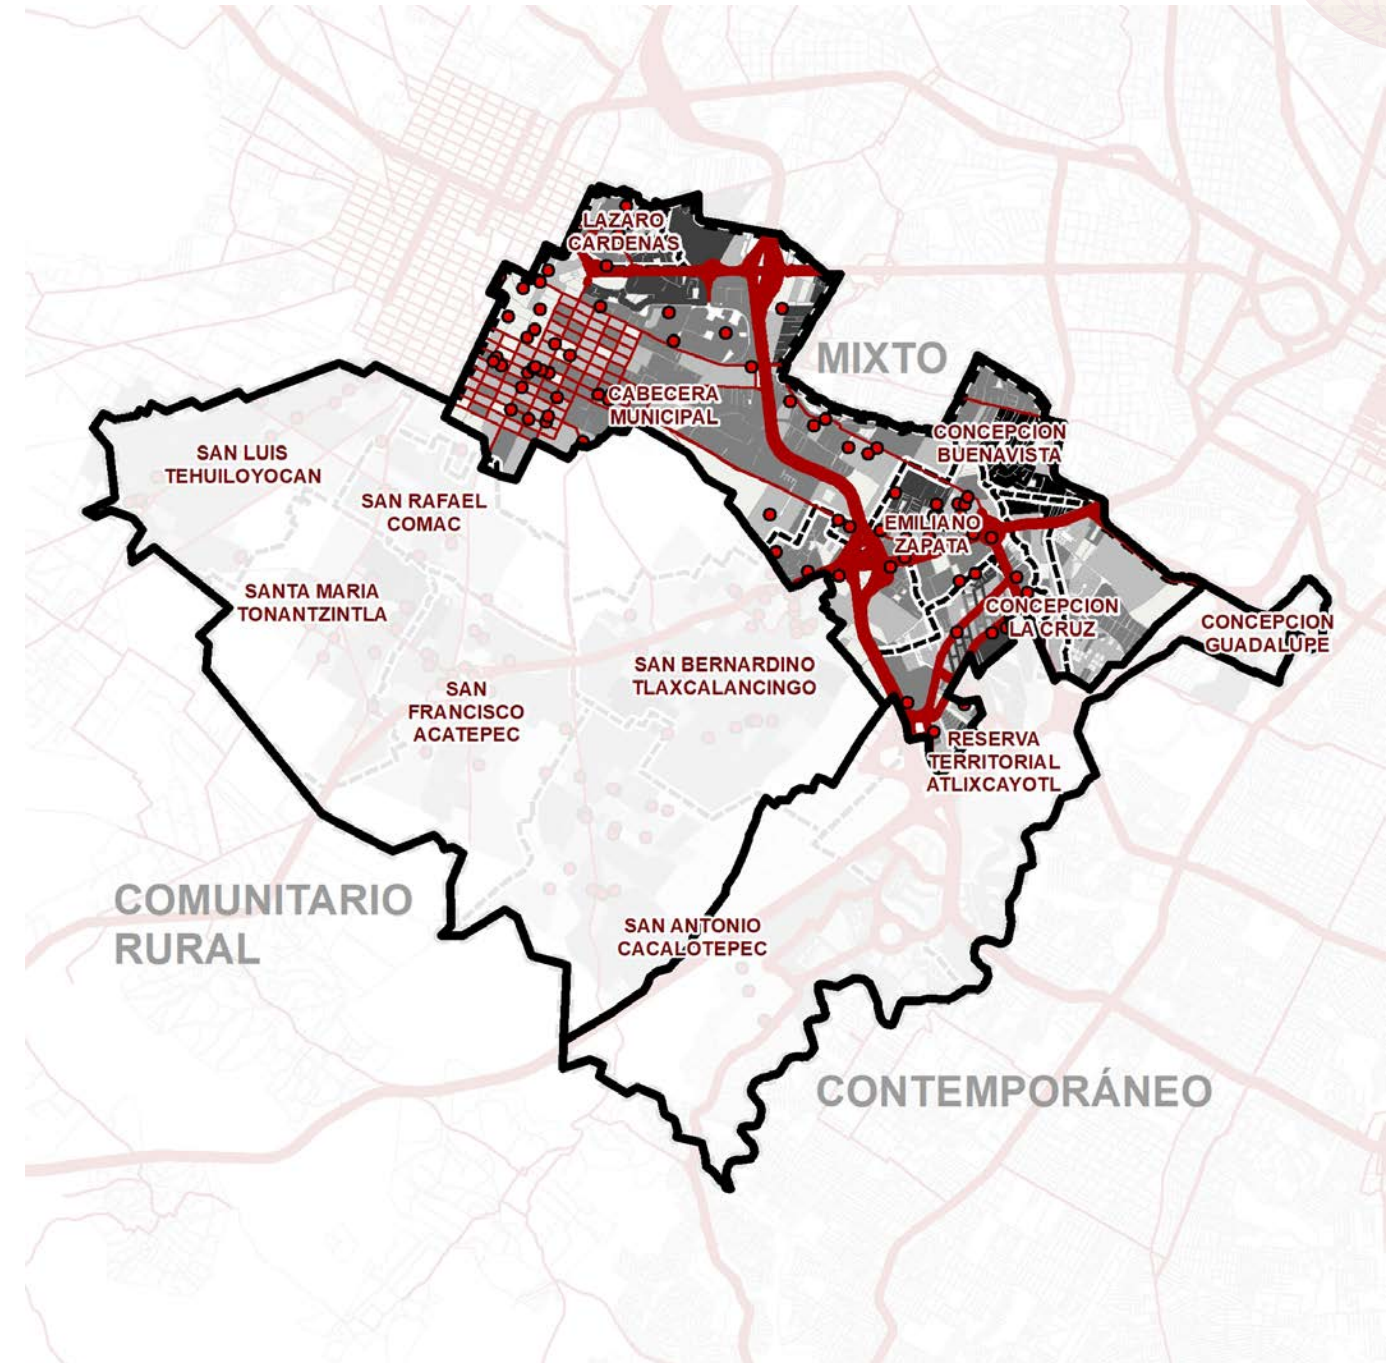 LAZARO
CARDENAS
MIXTO
CABECERA
MUNICIPAL
CONCEPCION
BUENAVISTA
SAN LUIS
TEHUILOYOCAN
SAN RAFAEL
COMAC
EMILIANO
ZAPATA
SANTA MARIA
TONANTZINTLA
CONCEPCION
LA CRUZ
CONCEPCION
GUADALUPE
SAN BERNARDINO
TLAXCALANCINGO
SAN
FRANCISCO
ACATEPEC
RESERVA
TERRITORIAL
ATLIXCAYOTL
COMUNITARIO
RURAL
SAN ANTONIO
CACALOTEPEC
CONTEMPORÁNEO